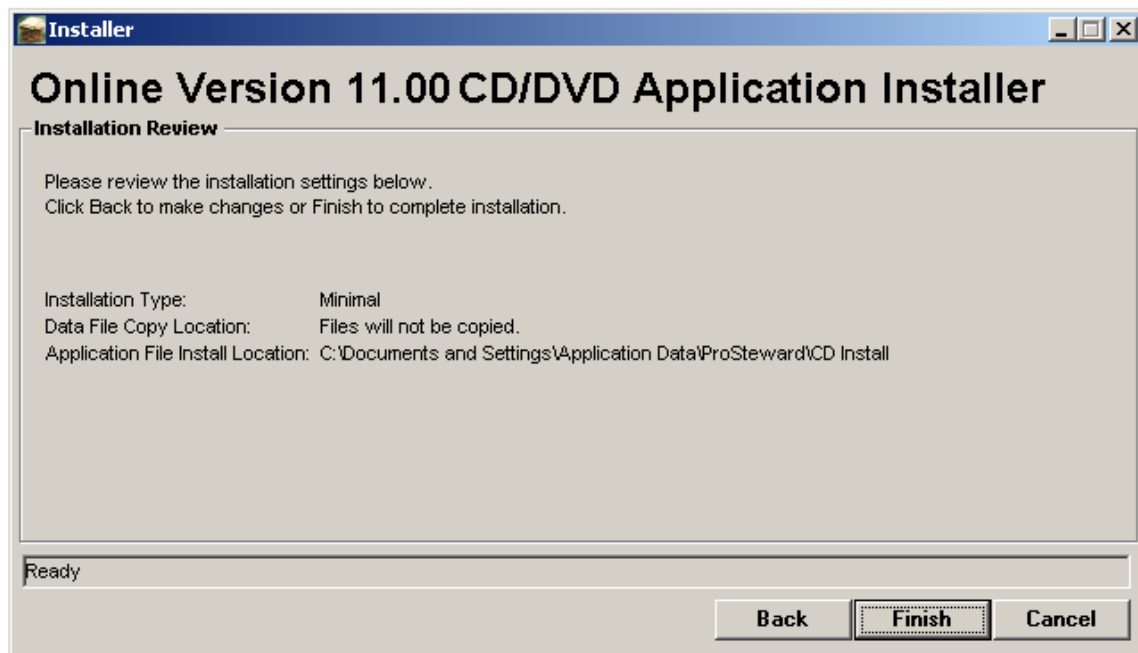 Installer
Online Version 11.00 CD/DVD Application Installer
Installation Review
Please review the installation settings below.
Click Back to make changes or Finish to complete installation.
Installation Type: Minimal
Data File Copy Location: Files will not be copied.
Application File Install Location: C:\Documents and Settings\Application Data\ProSteward\CD Install
Ready
Back Finish Cancel